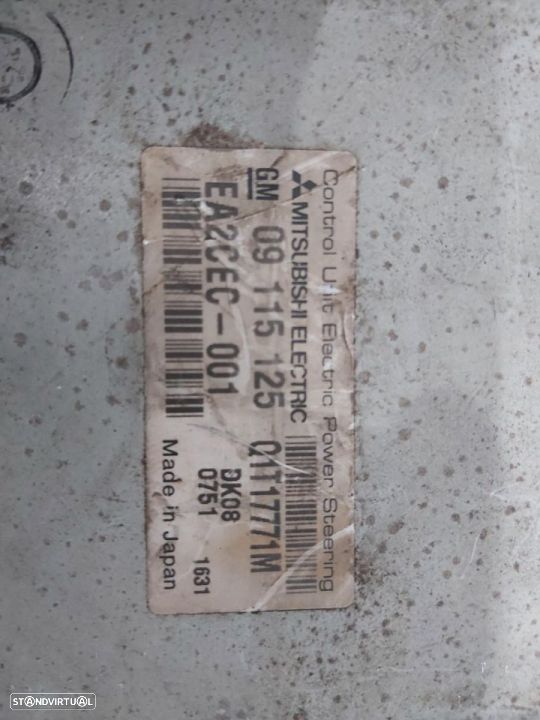 Control Unit Electric Power Steering
MITSUBISHI ELECTRIC
GM 09 115 125 Q1T17771M
EA2CEC-001
9K08
0751 1631
Made in Japan
STANDVIRTUAL